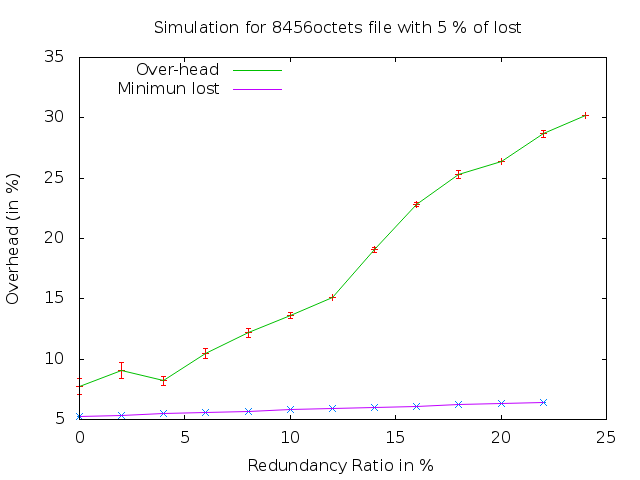 Simulation for 8456octets file with 5 % of lost
Over-head
Minimun lost
Overhead (in %)
35
30
25
20
15
10
5
0 5 10 15 20 25
Redundancy Ratio in %